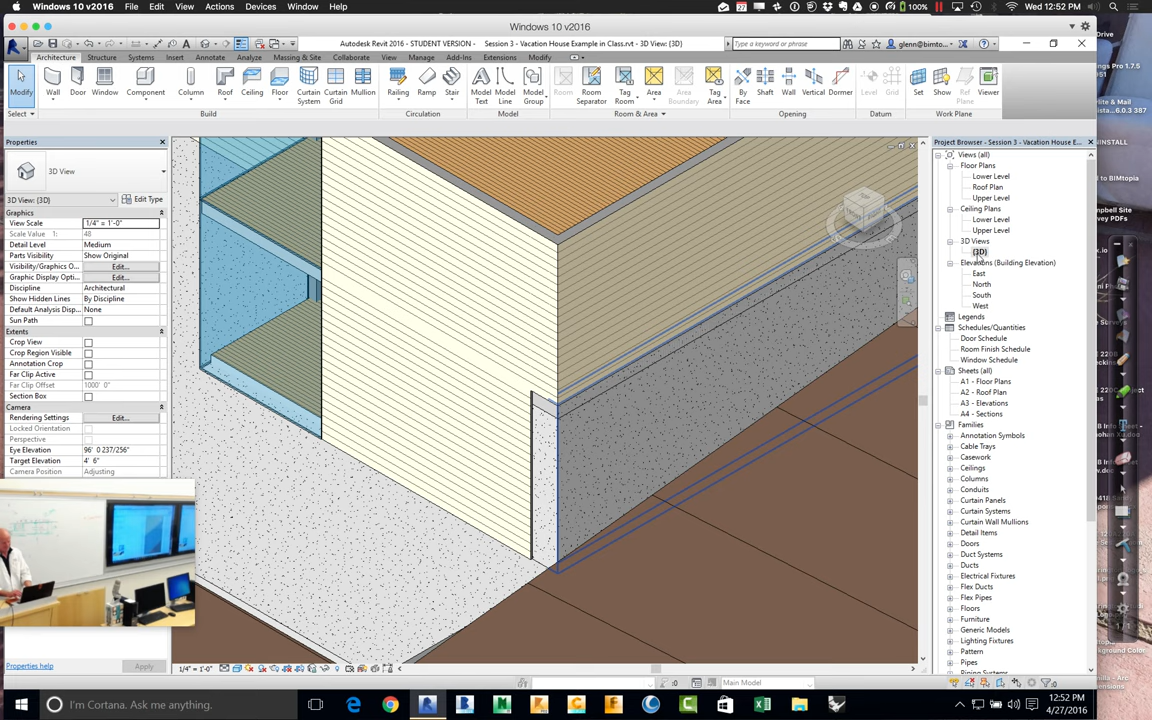 Windows 10 v2016 File Edit View Actions Devices Window Help
100% Wed 12:52 PM
Windows 10 v2016
Autodesk Revit 2016 - STUDENT VERSION - Session 3 - Vacation House Example in Class.rvt - 3D View: {3D}
Type a keyword or phrase
glenn@bimto...
Architecture Structure Systems Insert Annotate Analyze Massing & Site Collaborate View Manage Add-Ins Extensions Modify
Modify Wall Door Window Component Column Roof Ceiling Floor Curtain System Curtain Grid Mullion Railing Ramp Stair Model Text Model Line Model Group Room Room Separator Tag Room Area Area Boundary Tag Area By Face Shaft Wall Vertical Dormer Level Grid Set Show Ref Plane Viewer
Select Build Circulation Model Room & Area Opening Datum Work Plane
Properties
3D View
3D View: {3D} Edit Type
Graphics
View Scale 1/4" = 1'-0"
Scale Value 1: 48
Detail Level Medium
Parts Visibility Show Original
Visibility/Graphics O... Edit...
Graphic Display Opti... Edit...
Discipline Architectural
Show Hidden Lines By Discipline
Default Analysis Disp... None
Sun Path
Extents
Crop View
Crop Region Visible
Annotation Crop
Far Clip Active
Far Clip Offset 1000' 0"
Section Box
Camera
Rendering Settings Edit...
Locked Orientation
Perspective
Eye Elevation 96' 0 237/256"
Target Elevation 4' 6"
Camera Position Adjusting
Properties help Apply
1/4" = 1'-0"
Project Browser - Session 3 - Vacation House E...
Views (all)
Floor Plans
Lower Level
Roof Plan
Upper Level
Ceiling Plans
Lower Level
Upper Level
3D Views
{3D}
Elevations (Building Elevation)
East
North
South
West
Legends
Schedules/Quantities
Door Schedule
Room Finish Schedule
Window Schedule
Sheets (all)
A1 - Floor Plans
A2 - Roof Plan
A3 - Elevations
A4 - Sections
Families
Annotation Symbols
Cable Trays
Casework
Ceilings
Columns
Conduits
Curtain Panels
Curtain Systems
Curtain Wall Mullions
Detail Items
Doors
Duct Systems
Ducts
Electrical Fixtures
Flex Ducts
Flex Pipes
Floors
Furniture
Generic Models
Lighting Fixtures
Pattern
Pipes
Piping Systems
:0
Main Model
:0
I'm Cortana. Ask me anything.
12:52 PM
4/27/2016